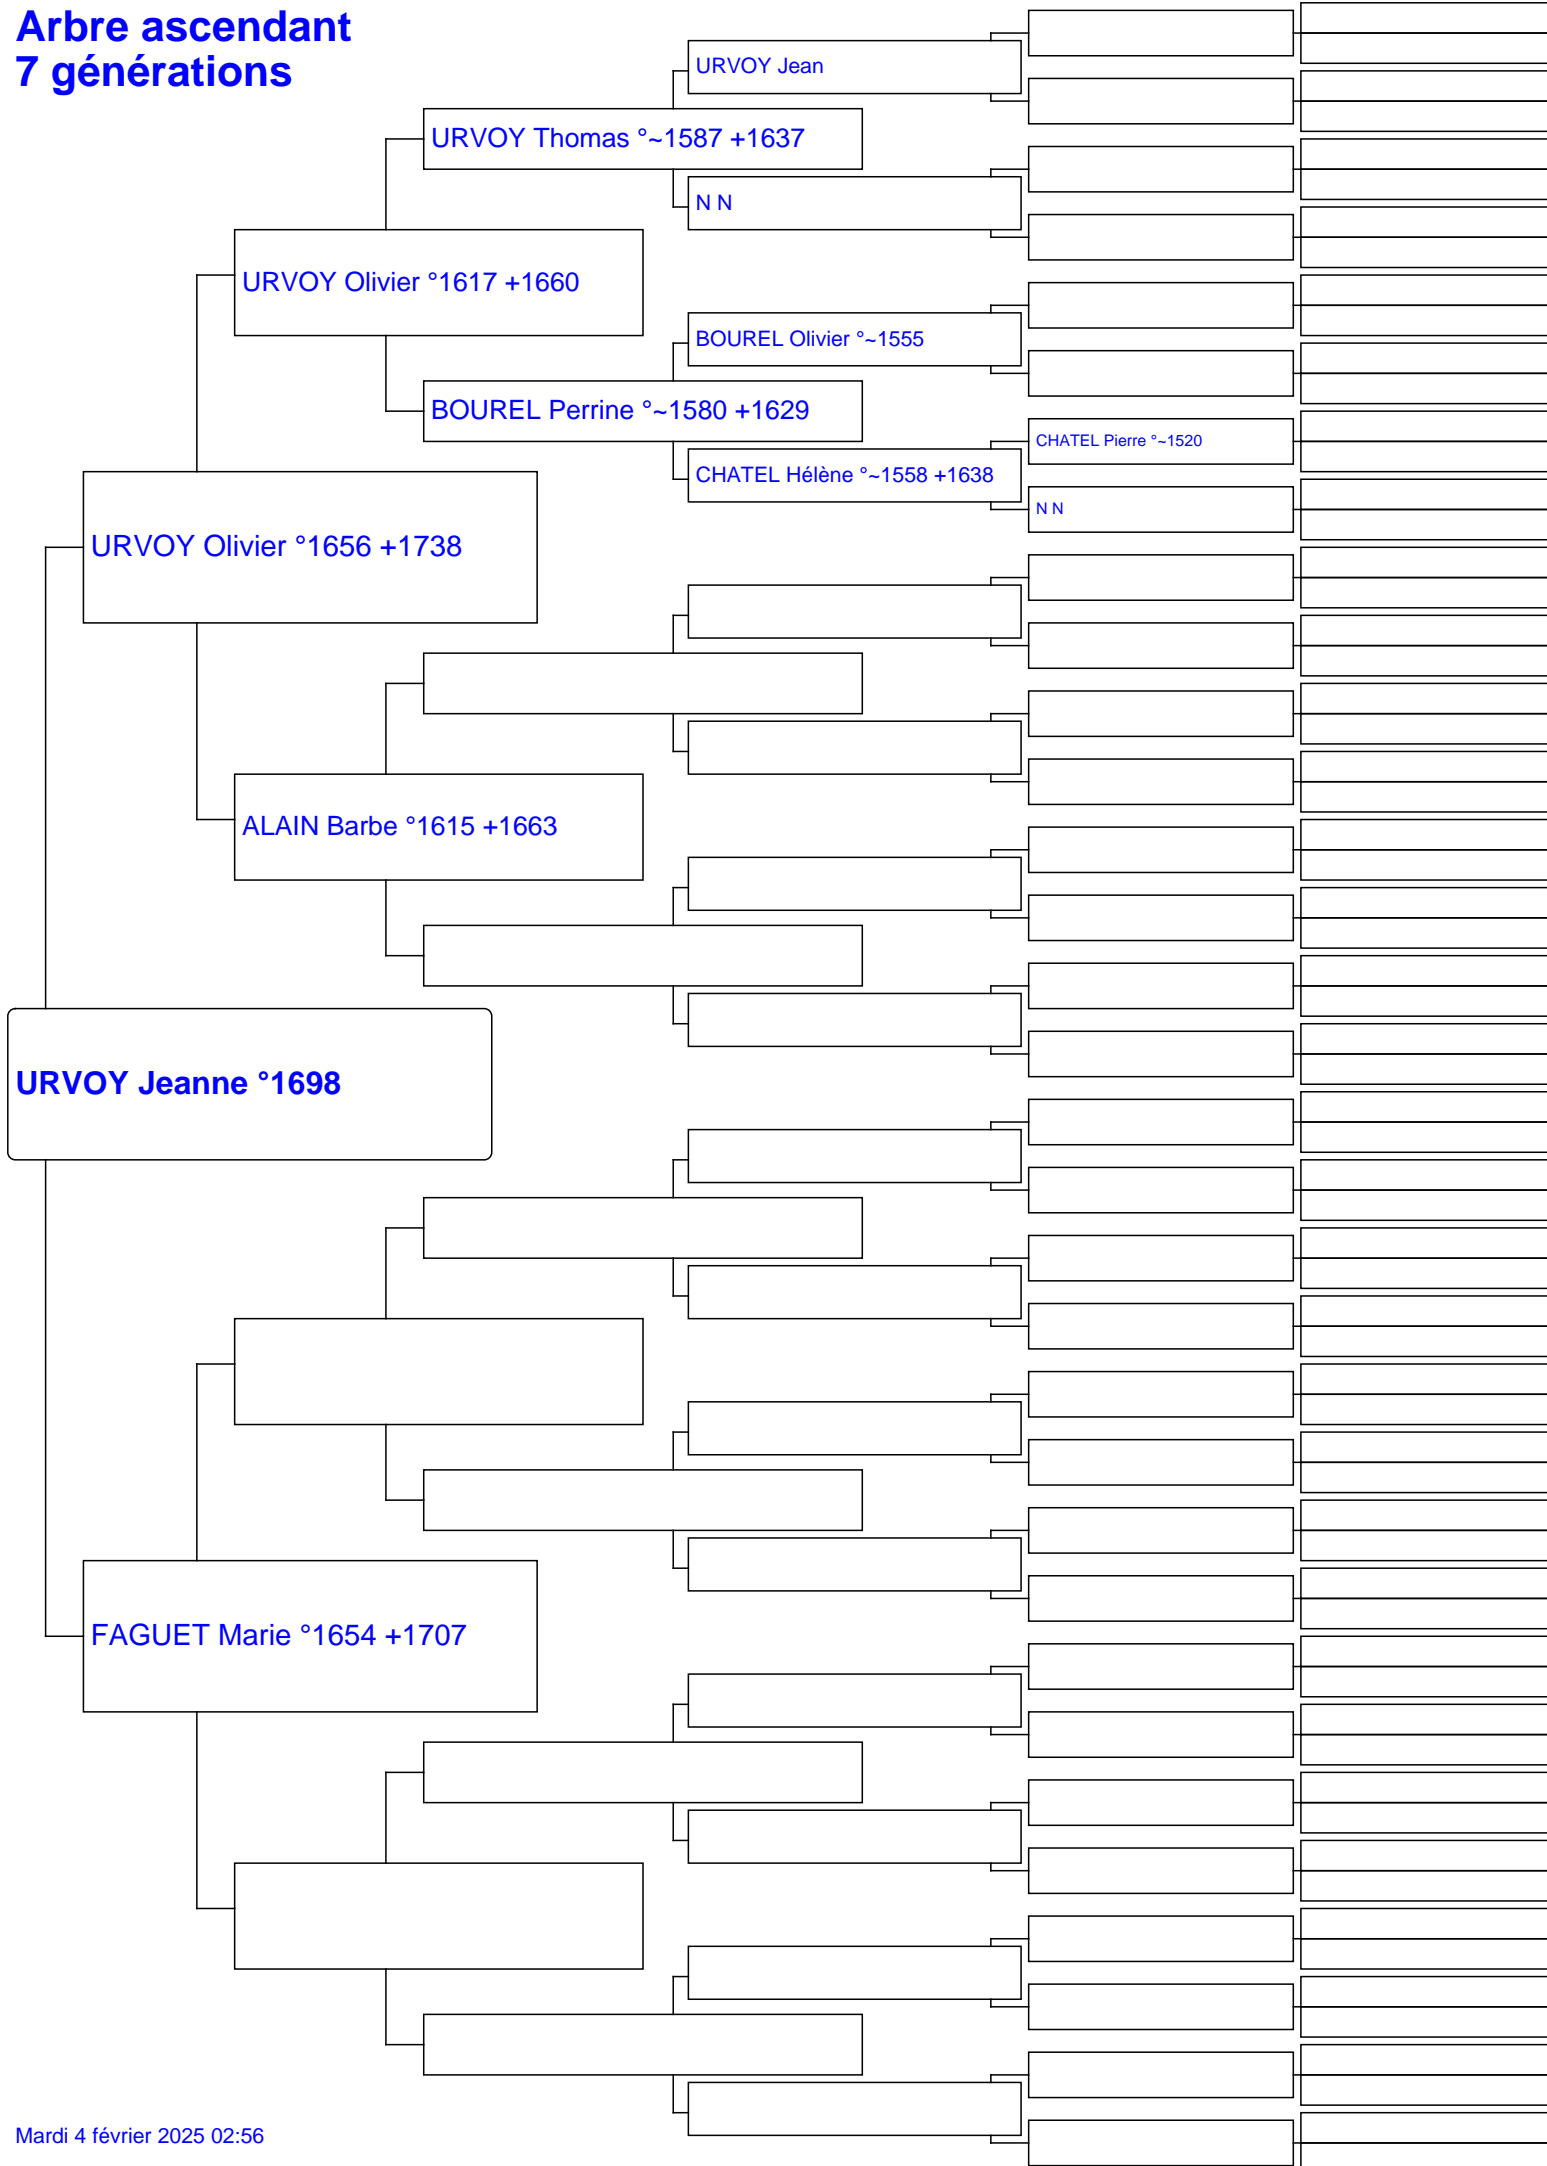 Arbre ascendant
7 générations
URVOY Jean
URVOY Thomas °~1587 +1637
N N
URVOY Olivier °1617 +1660
BOUREL Olivier °~1555
BOUREL Perrine °~1580 +1629
CHATEL Pierre °~1520
CHATEL Hélène °~1558 +1638
N N
URVOY Olivier °1656 +1738
ALAIN Barbe °1615 +1663
URVOY Jeanne °1698
FAGUET Marie °1654 +1707
Mardi 4 février 2025 02:56